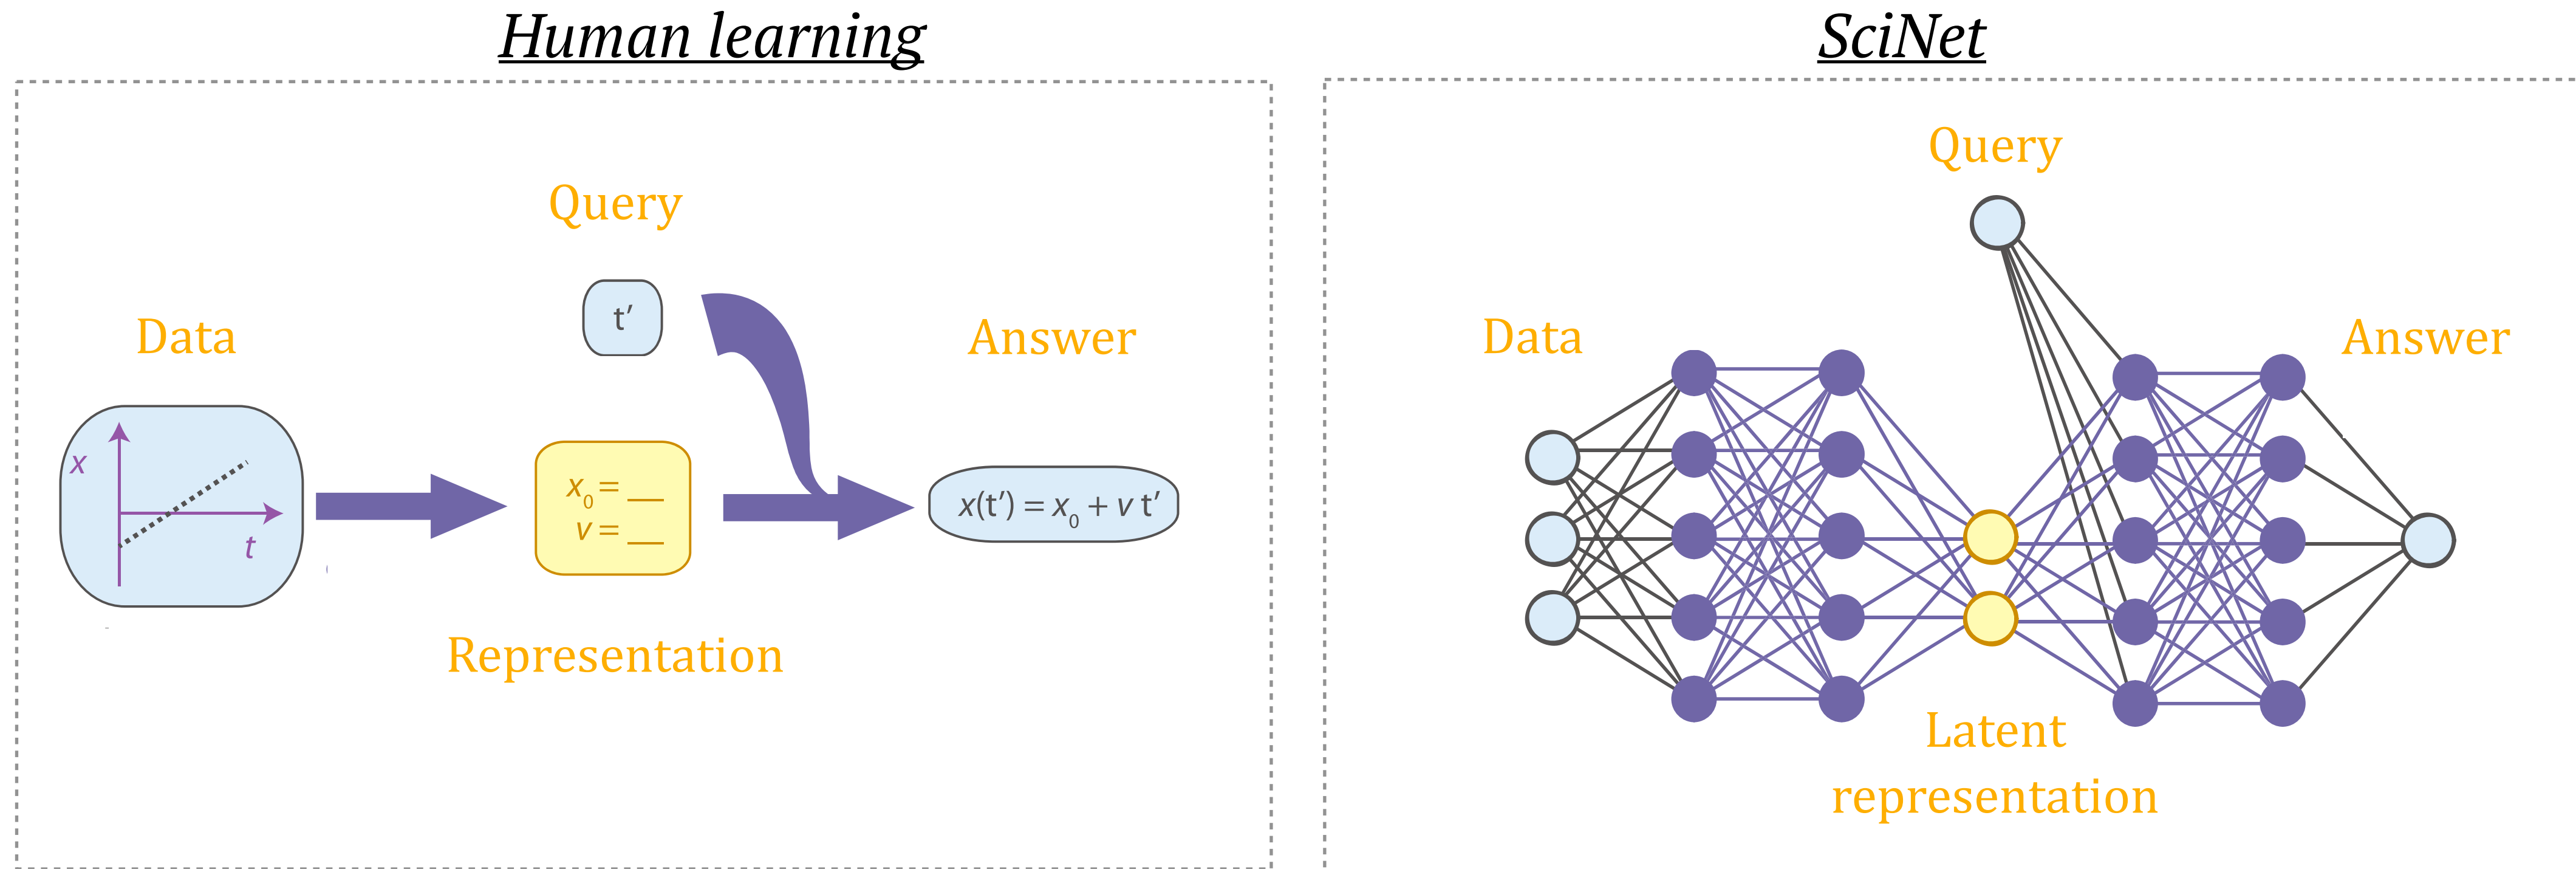 Human learning
Query
t′
Data
x
t
x₀ = __
v = __
Representation
Answer
x(t′) = x₀ + v t′
SciNet
Query
Data
Answer
Latent
representation